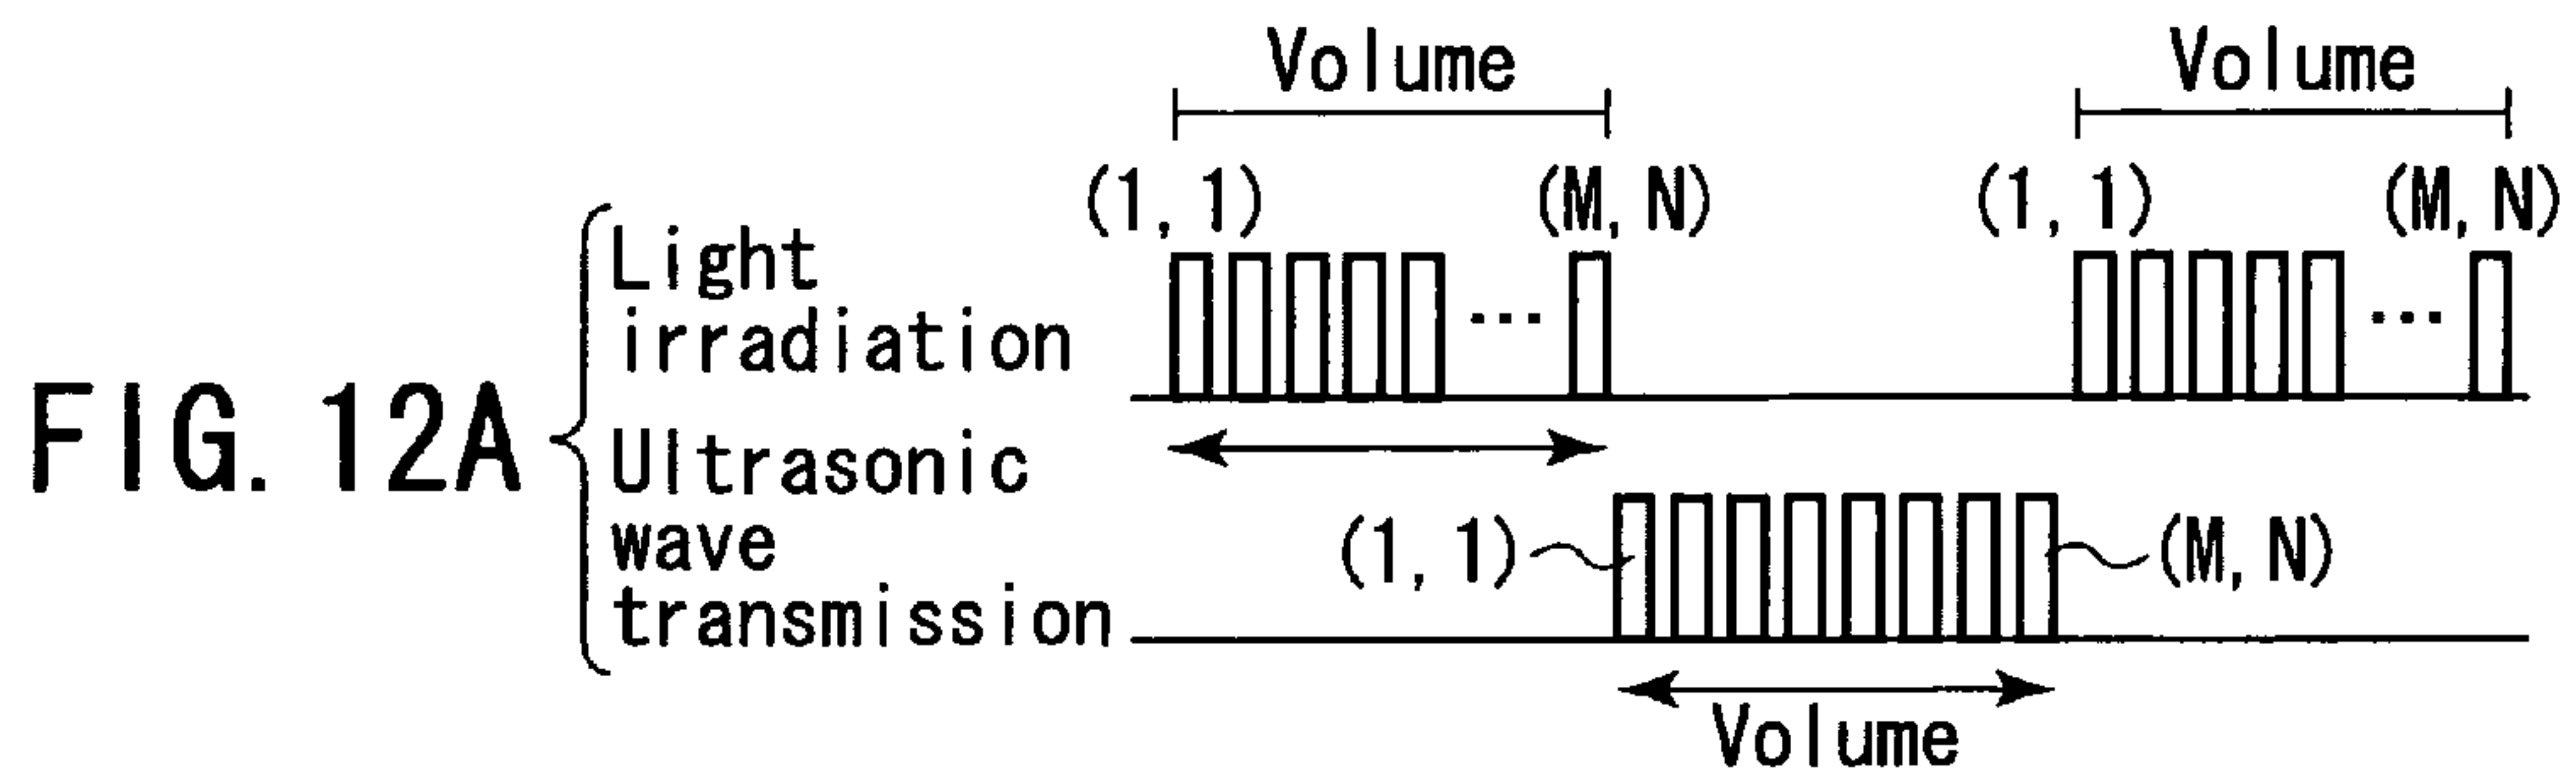 Volume Volume
(1, 1) (M, N) (1, 1) (M, N)
Light
irradiation
...
...
FIG. 12A
Ultrasonic
wave
transmission
(1, 1) (M, N)
Volume